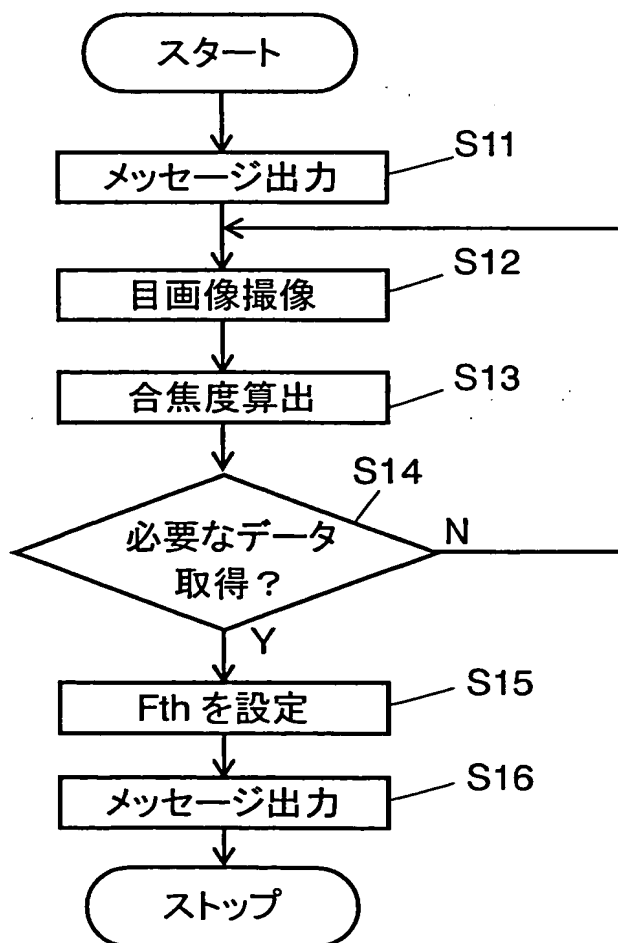 スタート
S11
メッセージ出力
S12
目画像撮像
S13
合焦度算出
S14
必要なデータ
取得？
N
Y
S15
Fth を設定
S16
メッセージ出力
ストップ